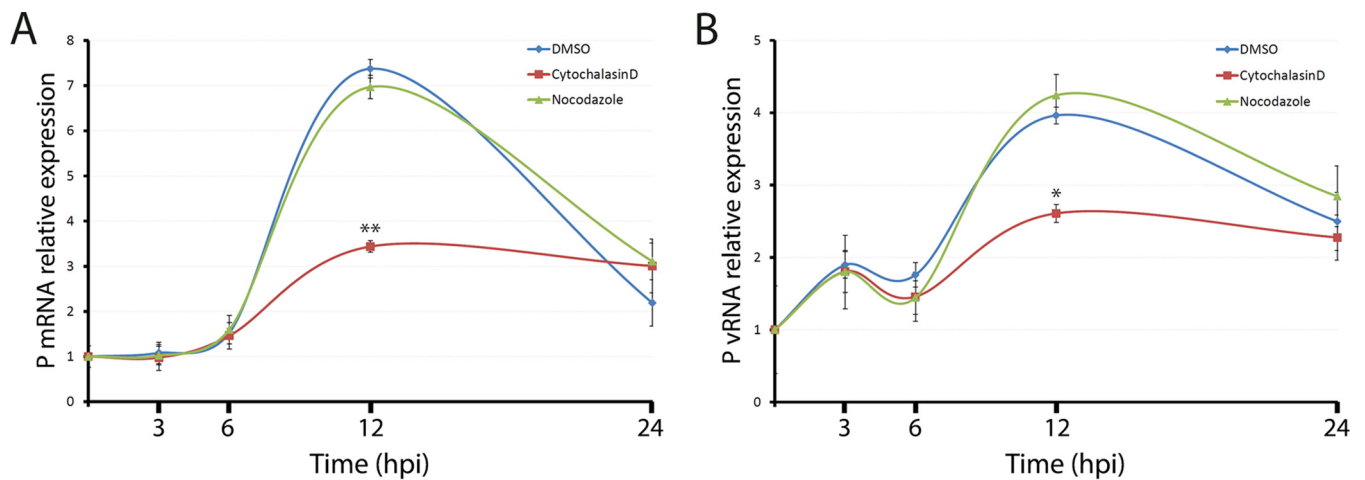 A
P mRNA relative expression
8
7
6
5
4
3
2
1
0
DMSO
CytochalasinD
Nocodazole
**
3 6 12 24
Time (hpi)
B
P vRNA relative expression
5
4
3
2
1
0
DMSO
CytochalasinD
Nocodazole
*
3 6 12 24
Time (hpi)